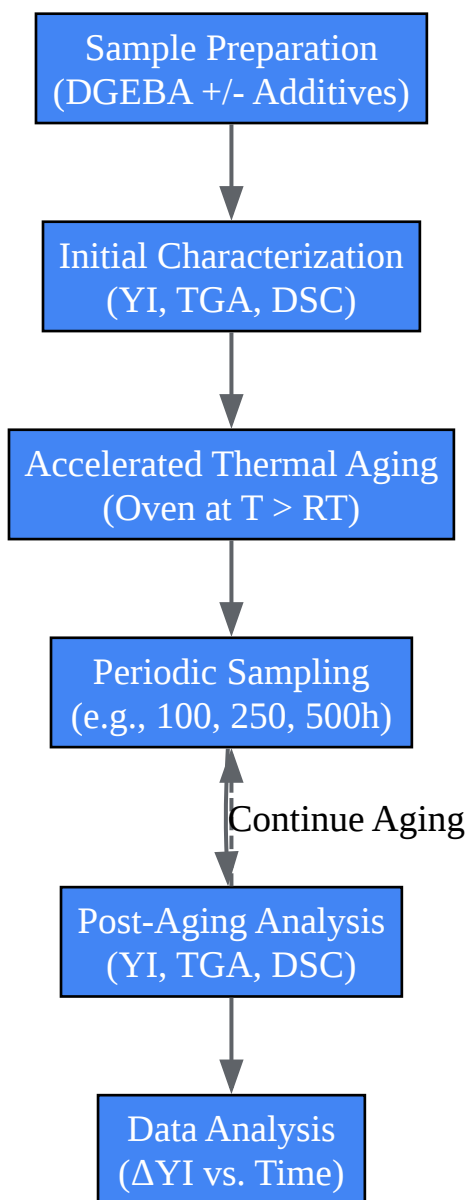 Sample Preparation
(DGEBA +/- Additives)
Initial Characterization
(YI, TGA, DSC)
Accelerated Thermal Aging
(Oven at T > RT)
Periodic Sampling
(e.g., 100, 250, 500h)
Continue Aging
Post-Aging Analysis
(YI, TGA, DSC)
Data Analysis
(ΔYI vs. Time)